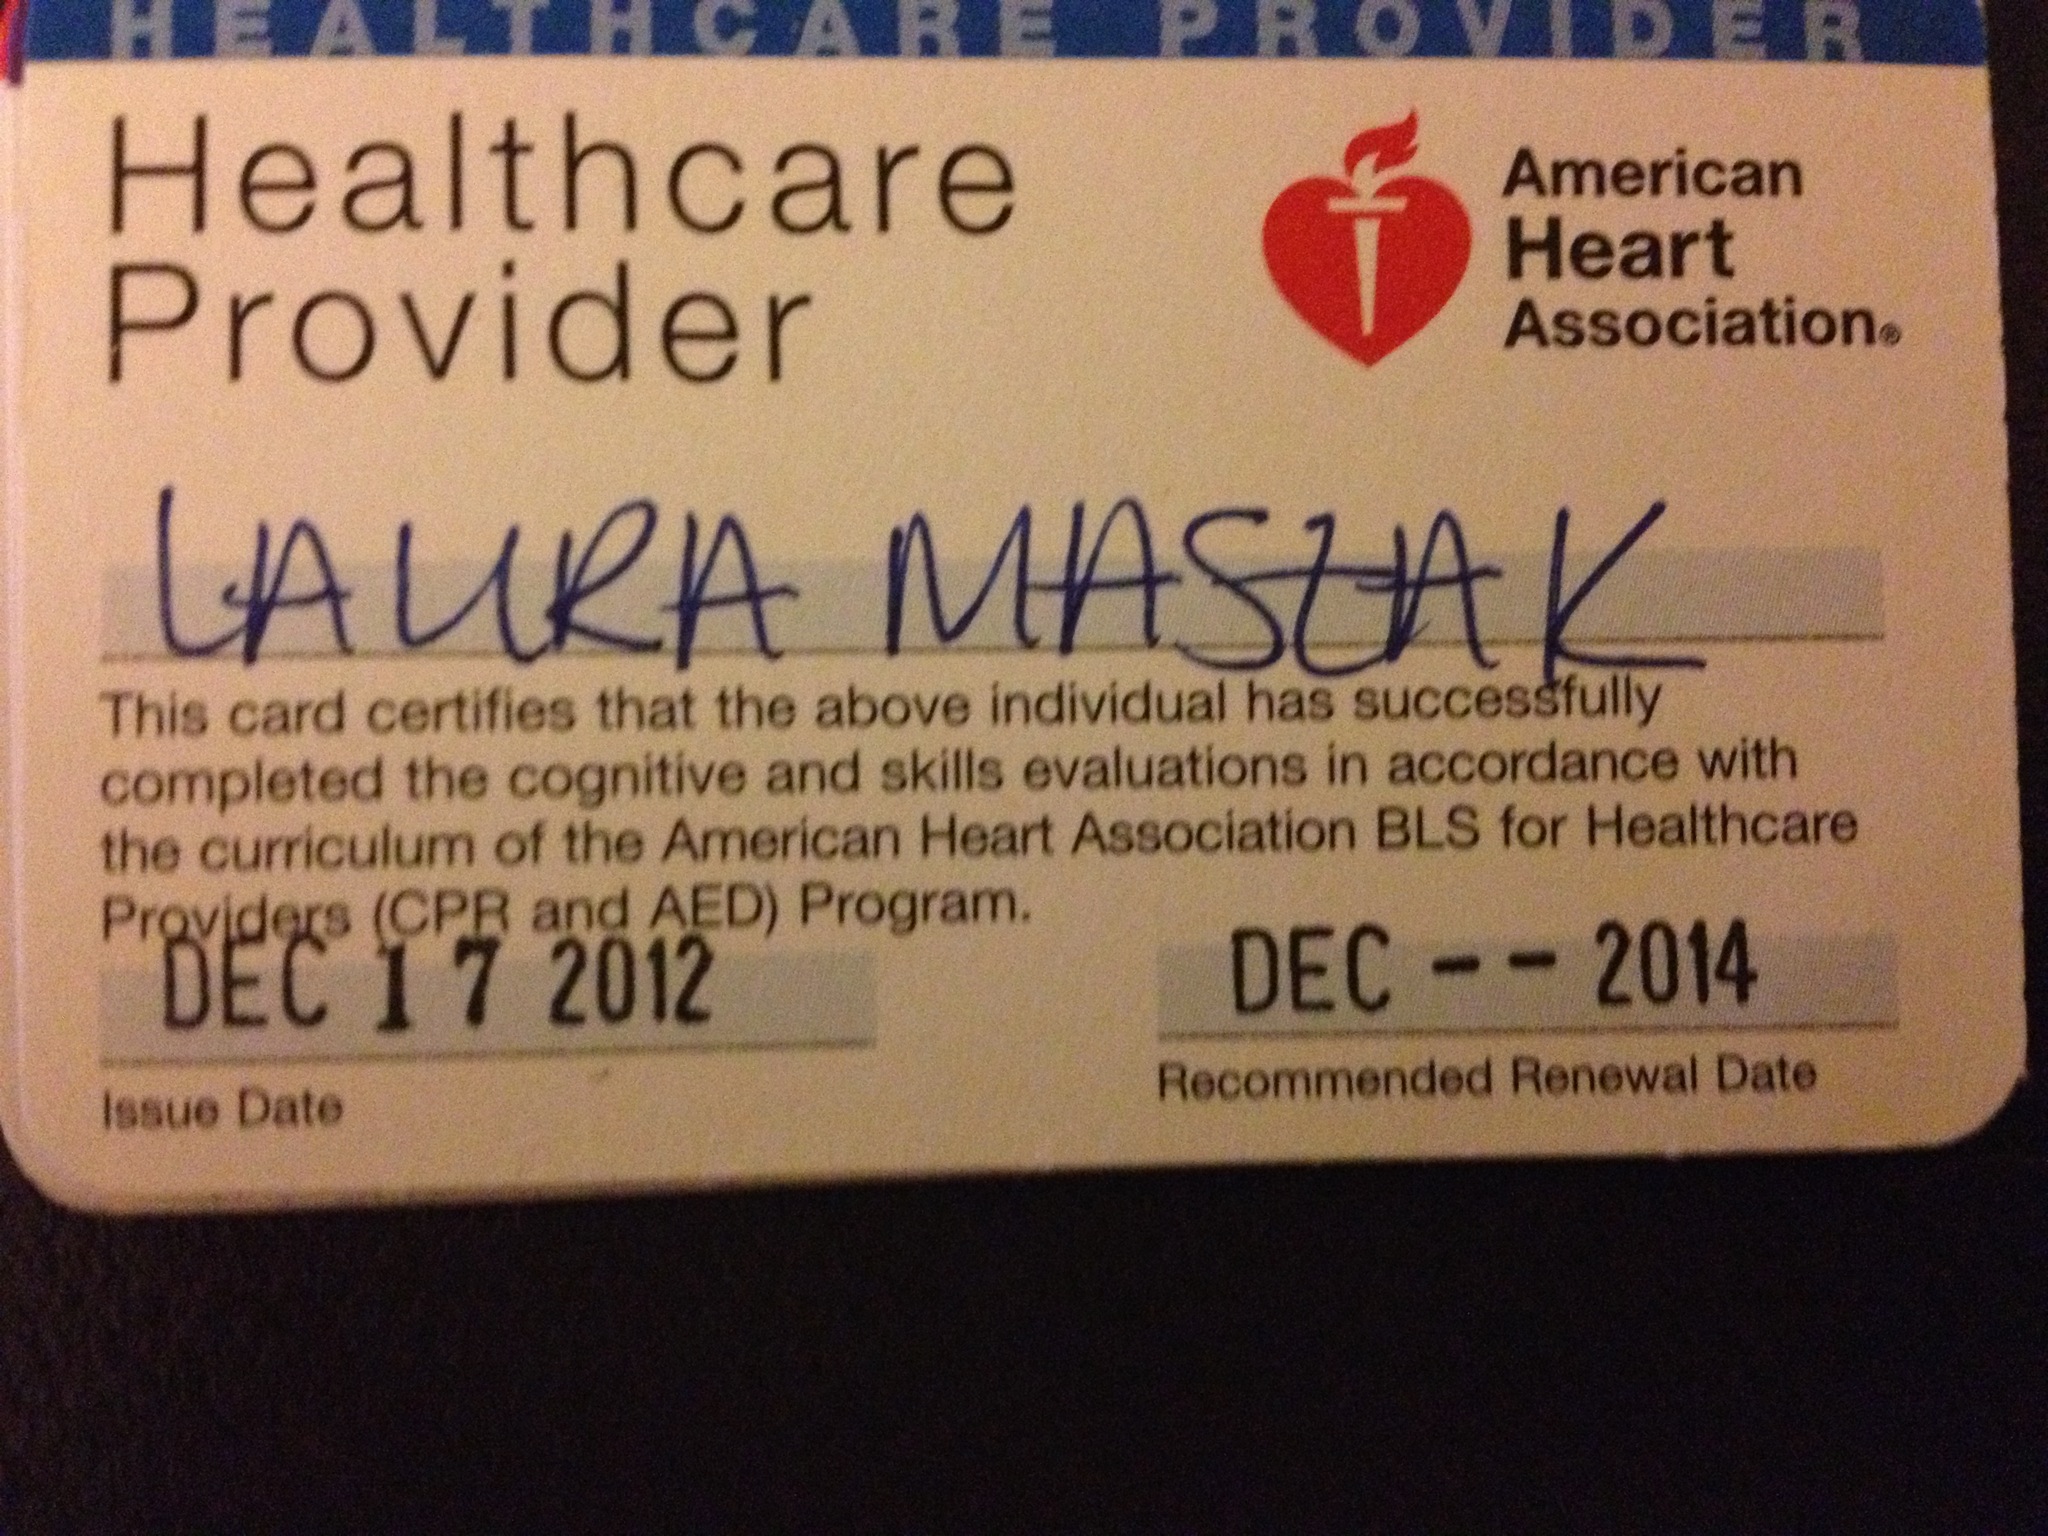 HEALTHCARE PROVIDER
Healthcare
Provider
American
Heart
Association®
LAURA MASZAK
This card certifies that the above individual has successfully
completed the cognitive and skills evaluations in accordance with
the curriculum of the American Heart Association BLS for Healthcare
Providers (CPR and AED) Program.
DEC 17 2012
Issue Date
DEC -- 2014
Recommended Renewal Date